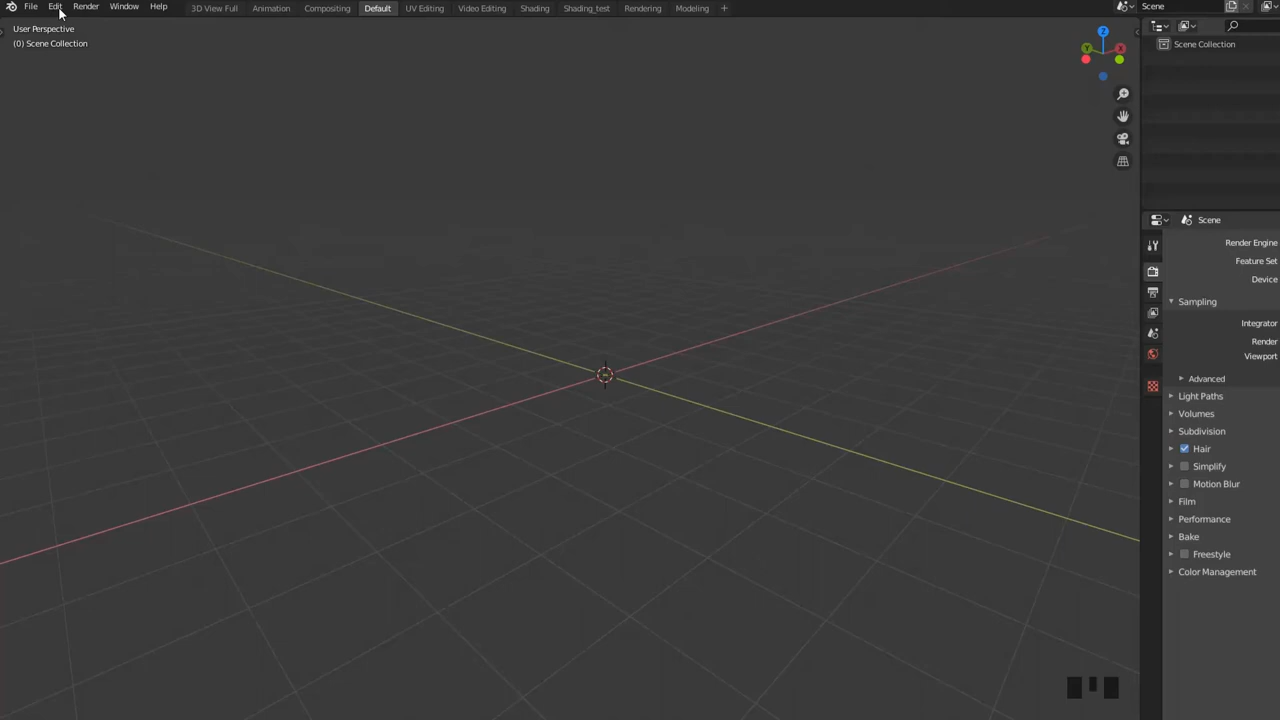 File Edit Render Window Help 3D View Full Animation Compositing Default UV Editing Video Editing Shading Shading_test Rendering Modeling + Scene
User Perspective
(0) Scene Collection
Z
Y X
Scene Collection
Scene
Render Engine
Feature Set
Device
Sampling
Integrator
Render
Viewport
Advanced
Light Paths
Volumes
Subdivision
Hair
Simplify
Motion Blur
Film
Performance
Bake
Freestyle
Color Management